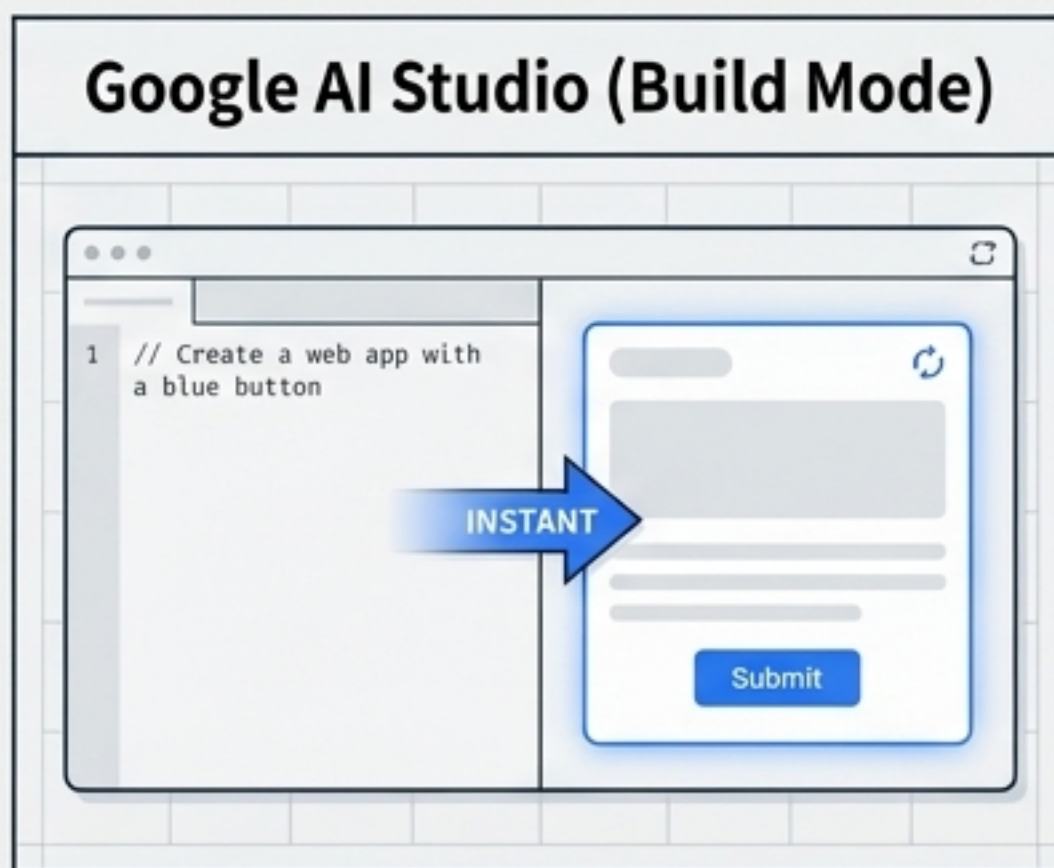 Google AI Studio (Build Mode)
1 // Create a web app with
a blue button
INSTANT
Submit